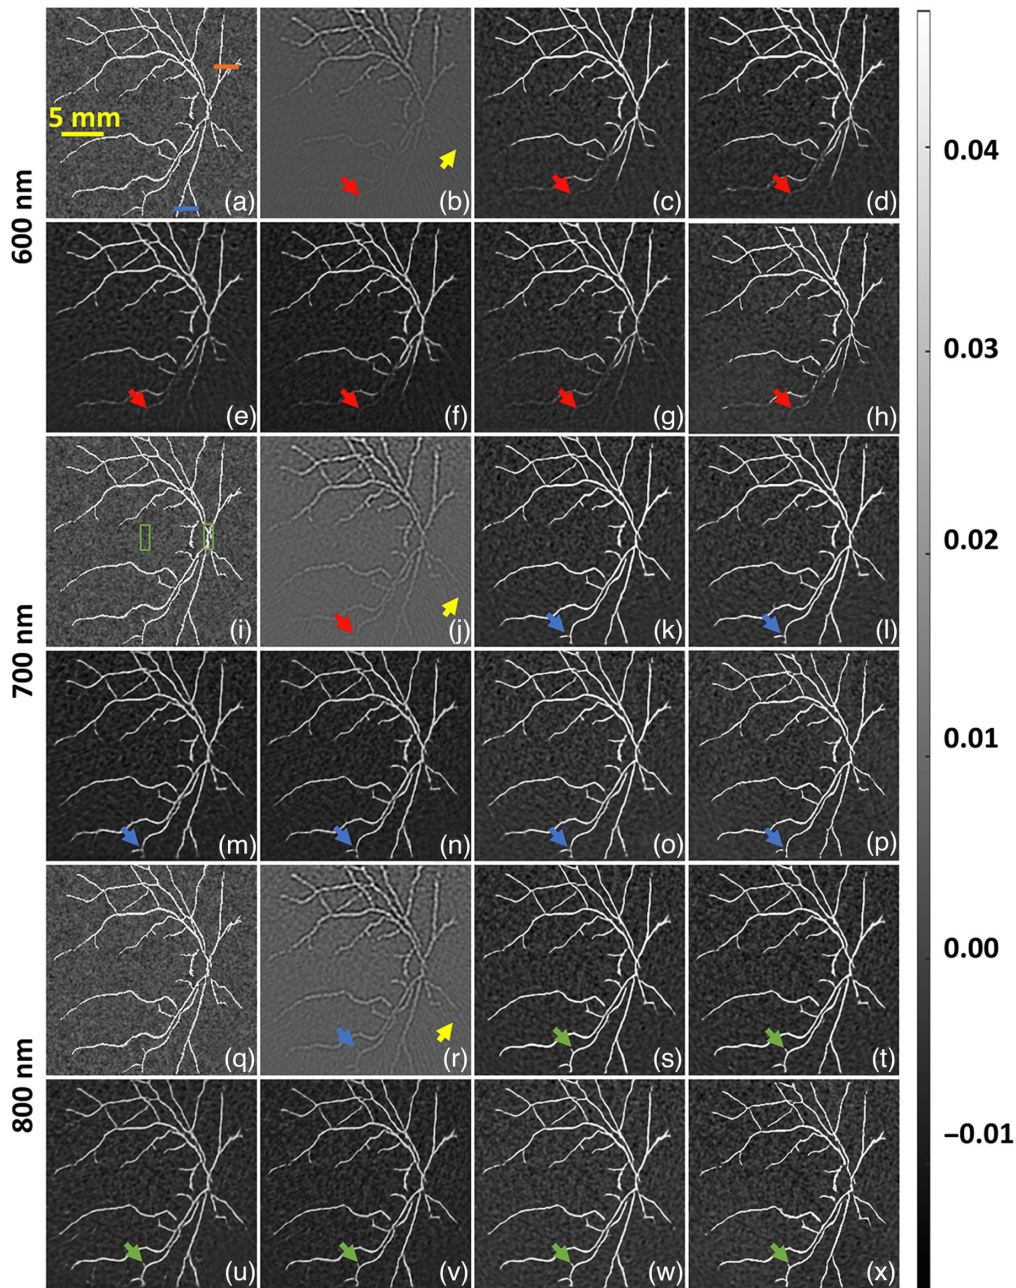 600 nm
5 mm
(a)
(b)
(c)
(d)
(e)
(f)
(g)
(h)
700 nm
(i)
(j)
(k)
(l)
(m)
(n)
(o)
(p)
800 nm
(q)
(r)
(s)
(t)
(u)
(v)
(w)
(x)
0.04
0.03
0.02
0.01
0.00
−0.01